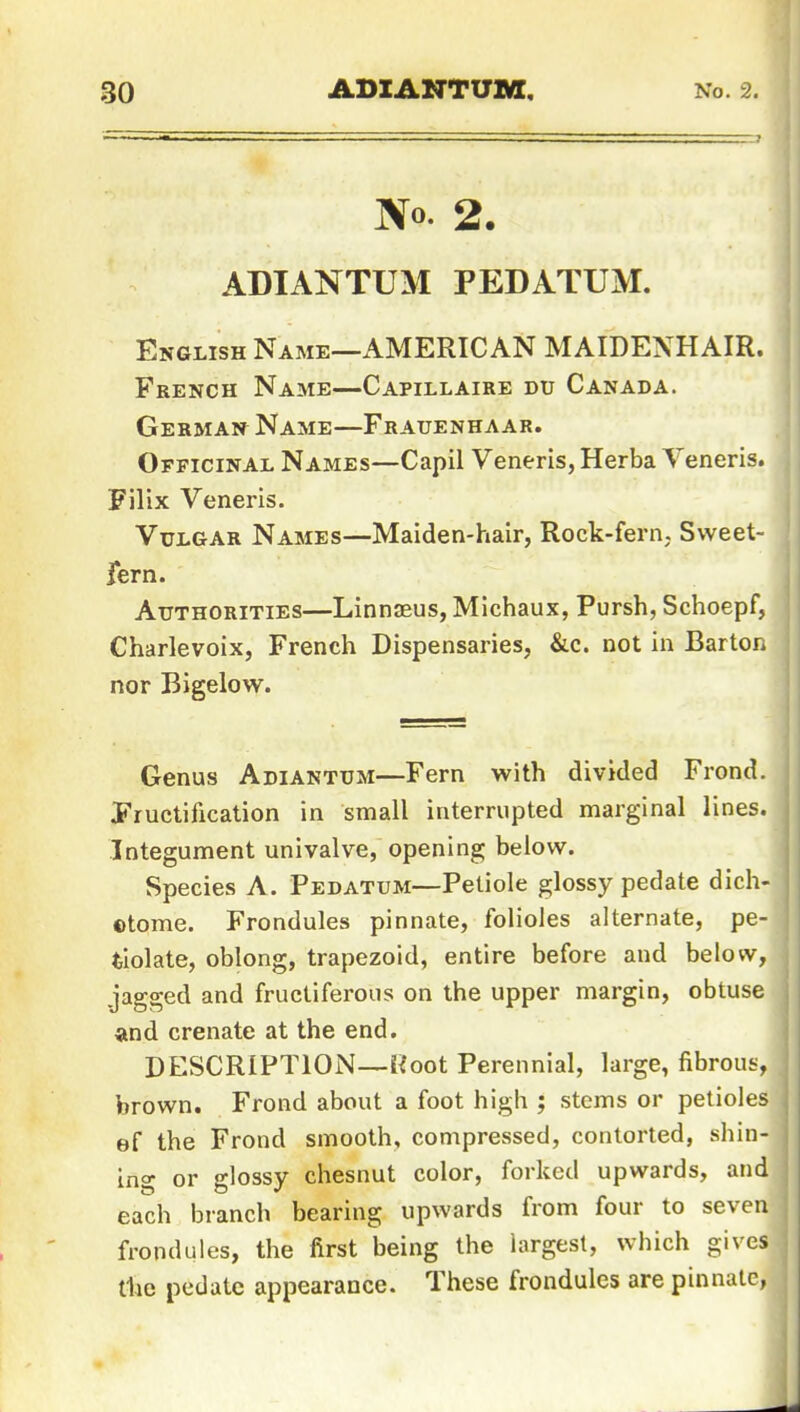 30 ADIANTUM. No. 2.
No. 2.
ADIANTUM PEDATUM.
English Name—AMERICAN MAIDENHAIR.
French Name—Capillaire du Canada.
German Name—Frauenhaar.
Officinal Names—Capil Veneris, Herba Veneris.
Filix Veneris.
Vulgar Names—Maiden-hair, Rock-fern, Sweet-
fern.
Authorities—Linnæus, Michaux, Pursh, Schoepf,
Charlevoix, French Dispensaries, &c. not in Barton
nor Bigelow.
Genus Adiantum—Fern with divided Frond.
Fructification in small interrupted marginal lines.
Integument univalve, opening below.
Species A. Pedatum—Petiole glossy pedate dich-
otome. Frondules pinnate, folioles alternate, pe-
tiolate, oblong, trapezoid, entire before and below,
jagged and fructiferous on the upper margin, obtuse
and crenate at the end.
DESCRIPTION—Root Perennial, large, fibrous,
brown. Frond about a foot high ; stems or petioles
of the Frond smooth, compressed, contorted, shin-
ing or glossy chesnut color, forked upwards, and
each branch bearing upwards from four to seven
frondules, the first being the largest, which gives
the pedate appearance. These frondules are pinnate,